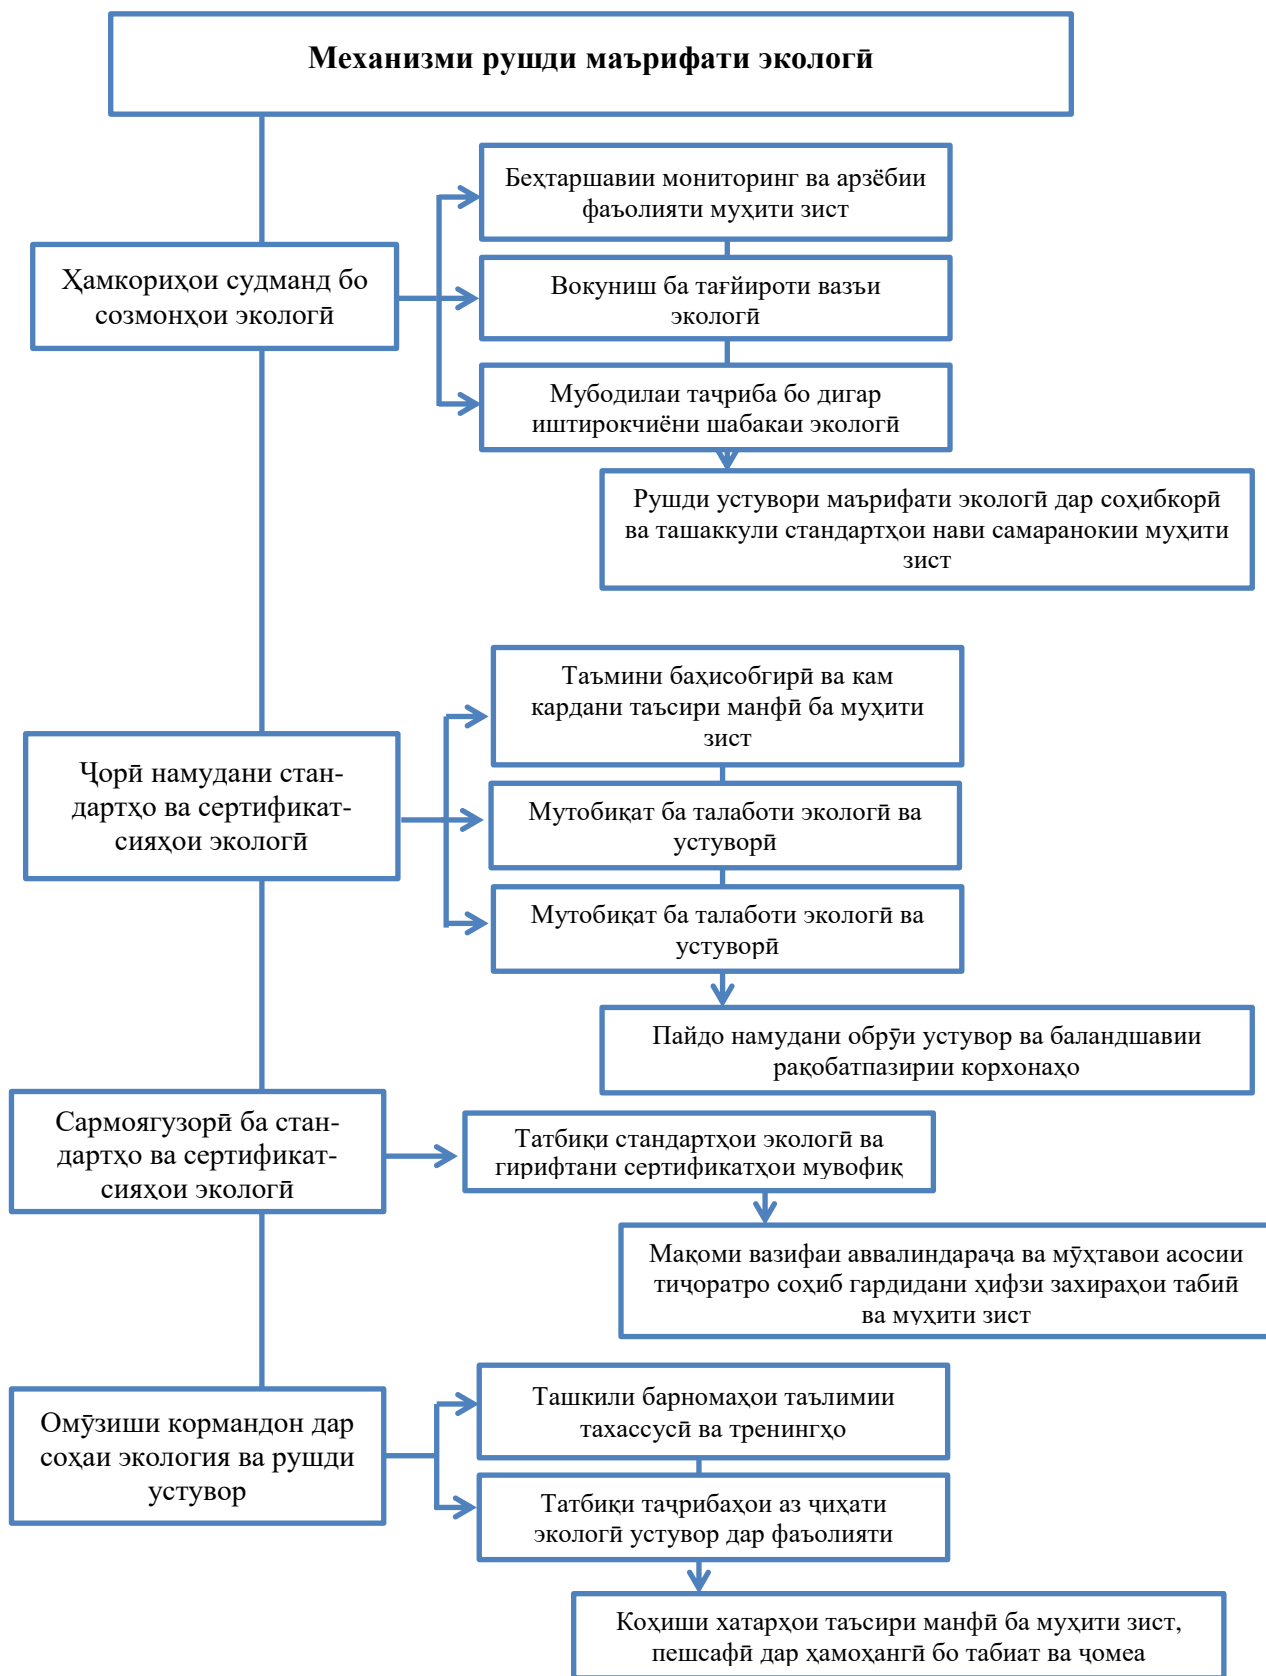 Механизми рушди маърифати экологӣ
Беҳтаршавии мониторинг ва арзёбии
фаъолияти муҳити зист
Ҳамкориҳои судманд бо
созмонҳои экологӣ
Вокуниш ба тағйироти вазъи
экологӣ
Мубодилаи таҷриба бо дигар
иштирокчиёни шабакаи экологӣ
Рушди устувори маърифати экологӣ дар соҳибкорӣ
ва ташаккули стандартҳои нави самаранокии муҳити
зист
Таъмини баҳисобгирӣ ва кам
кардани таъсири манфӣ ба муҳити
зист
Ҷорӣ намудани стан-
дартҳо ва сертификат-
сияҳои экологӣ
Мутобиқат ба талаботи экологӣ ва
устуворӣ
Мутобиқат ба талаботи экологӣ ва
устуворӣ
Пайдо намудани обрӯи устувор ва баландшавии
рақобатпазирии корхонаҳо
Сармоягузорӣ ба стан-
дартҳо ва сертификат-
сияҳои экологӣ
Татбиқи стандартҳои экологӣ ва
гирифтани сертификатҳои мувофиқ
Мақоми вазифаи аввалиндараҷа ва мӯҳтавои асосии
тиҷоратро соҳиб гардидани ҳифзи захираҳои табиӣ
ва муҳити зист
Омӯзиши кормандон дар
соҳаи экология ва рушди
устувор
Ташкили барномаҳои таълимии
тахассусӣ ва тренингҳо
Татбиқи таҷрибаҳои аз ҷиҳати
экологӣ устувор дар фаъолияти
Коҳиши хатарҳои таъсири манфӣ ба муҳити зист,
пешсафӣ дар ҳамоҳангӣ бо табиат ва ҷомеа